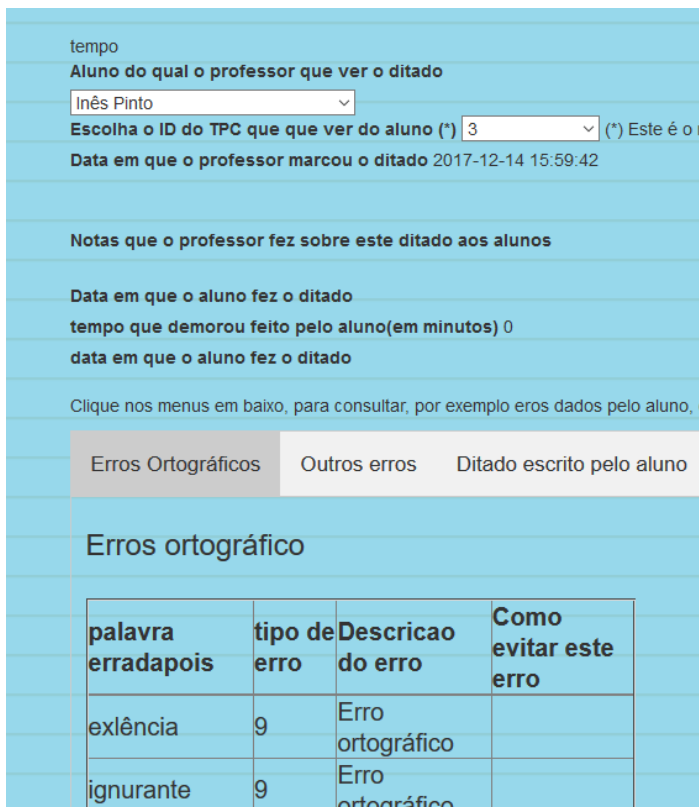 tempo
Aluno do qual o professor que ver o ditado
Inês Pinto
Escolha o ID do TPC que que ver do aluno (*) 3 (*) Este é o
Data em que o professor marcou o ditado 2017-12-14 15:59:42
Notas que o professor fez sobre este ditado aos alunos
Data em que o aluno fez o ditado
tempo que demorou feito pelo aluno(em minutos) 0
data em que o aluno fez o ditado
Clique nos menus em baixo, para consultar, por exemplo eros dados pelo aluno,
Erros Ortográficos Outros erros Ditado escrito pelo aluno
Erros ortográfico
palavra erradapois tipo de erro Descricao do erro Como evitar este erro
exlência 9 Erro ortográfico
ignurante 9 Erro ortográfico